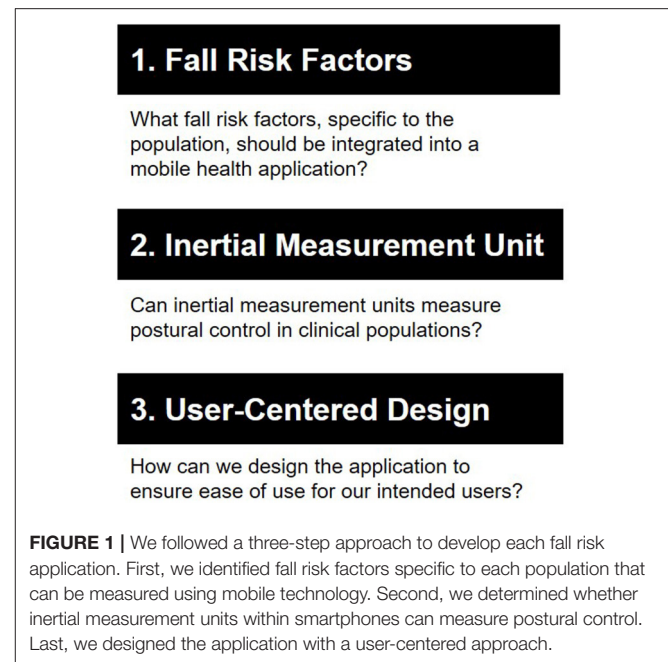 1. Fall Risk Factors
What fall risk factors, specific to the
population, should be integrated into a
mobile health application?
2. Inertial Measurement Unit
Can inertial measurement units measure
postural control in clinical populations?
3. User-Centered Design
How can we design the application to
ensure ease of use for our intended users?
FIGURE 1 | We followed a three-step approach to develop each fall risk
application. First, we identified fall risk factors specific to each population that
can be measured using mobile technology. Second, we determined whether
inertial measurement units within smartphones can measure postural control.
Last, we designed the application with a user-centered approach.